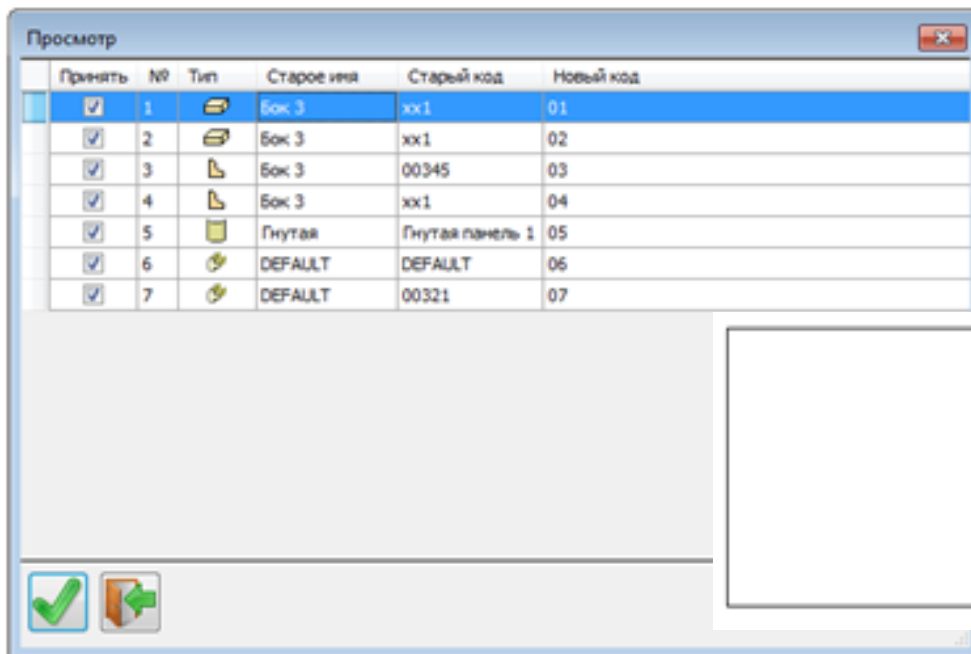 Просмотр
Принять № Тип Старое имя Старый код Новый код
1 Бок 3 xx1 01
2 Бок 3 xx1 02
3 Бок 3 00345 03
4 Бок 3 xx1 04
5 Гнутая Гнутая панель 1 05
6 DEFAULT DEFAULT 06
7 DEFAULT 00321 07